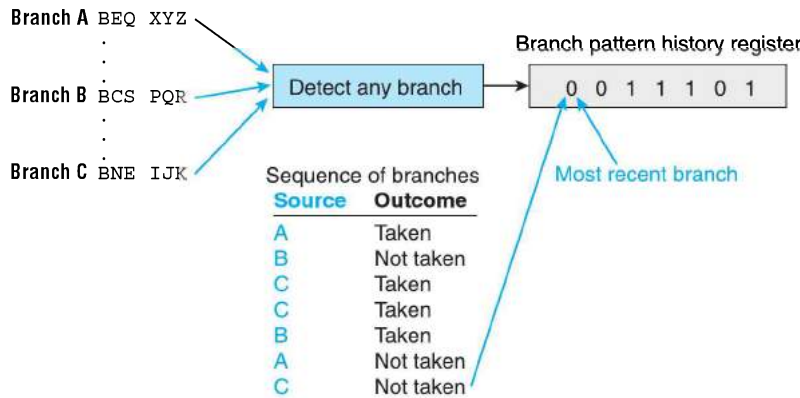 Branch A BEQ XYZ
Branch pattern history register
Detect any branch
0 0 1 1 1 0 1
Branch B BCS PQR
Branch C BNE IJK
Most recent branch
Sequence of branches
Source Outcome
A Taken
B Not taken
C Taken
C Taken
B Taken
A Not taken
C Not taken